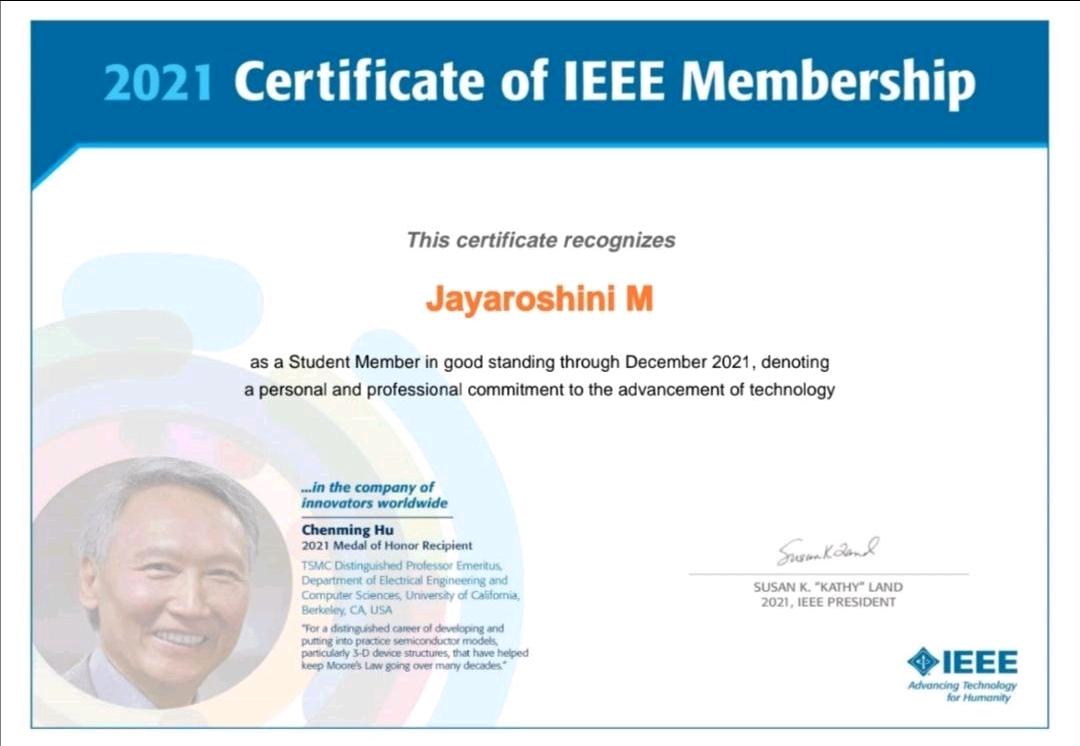 2021 Certificate of IEEE Membership
This certificate recognizes
Jayaroshini M
as a Student Member in good standing through December 2021, denoting
a personal and professional commitment to the advancement of technology
...in the company of
innovators worldwide
Chenming Hu
2021 Medal of Honor Recipient
TSMC Distinguished Professor Emeritus,
Department of Electrical Engineering and
Computer Sciences, University of California,
Berkeley, CA, USA
"For a distinguished career of developing and
putting into practice semiconductor models,
particularly 3-D device structures, that have helped
keep Moore's Law going over many decades."
Susan K Land
SUSAN K. "KATHY" LAND
2021, IEEE PRESIDENT
IEEE
Advancing Technology
for Humanity